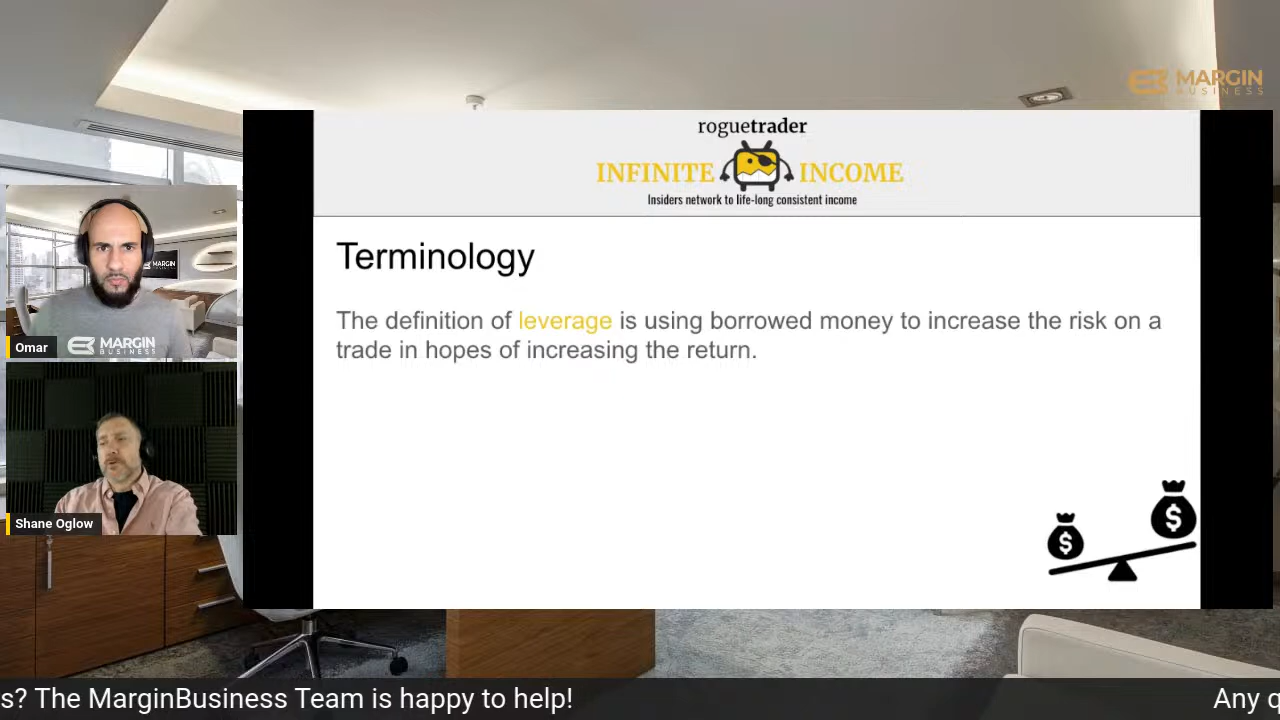 MARGIN
BUSINESS
roguetrader
INFINITE INCOME
Insiders network to life-long consistent income
Terminology
The definition of leverage is using borrowed money to increase the risk on a
trade in hopes of increasing the return.
$ $
MARGIN
Omar
MARGIN
BUSINESS
Shane Oglow
s? The MarginBusiness Team is happy to help! Any q